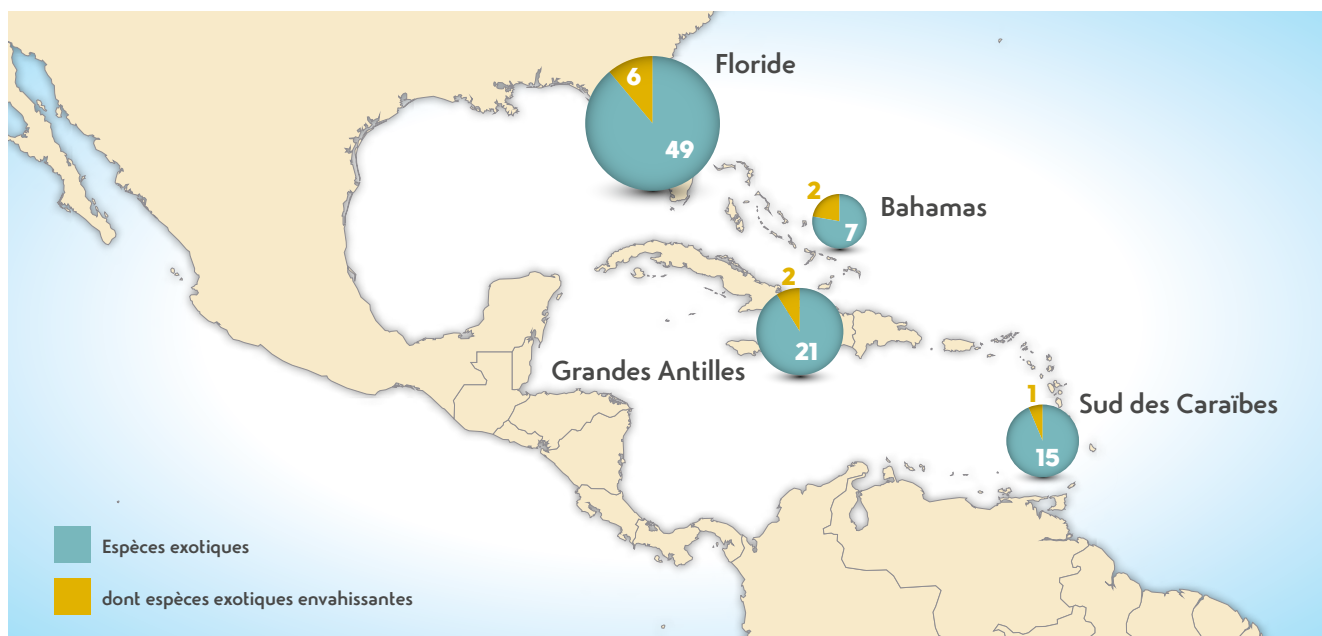 Floride
6
49
2
Bahamas
7
2
21
Grandes Antilles
1
Sud des Caraïbes
15
Espèces exotiques
dont espèces exotiques envahissantes